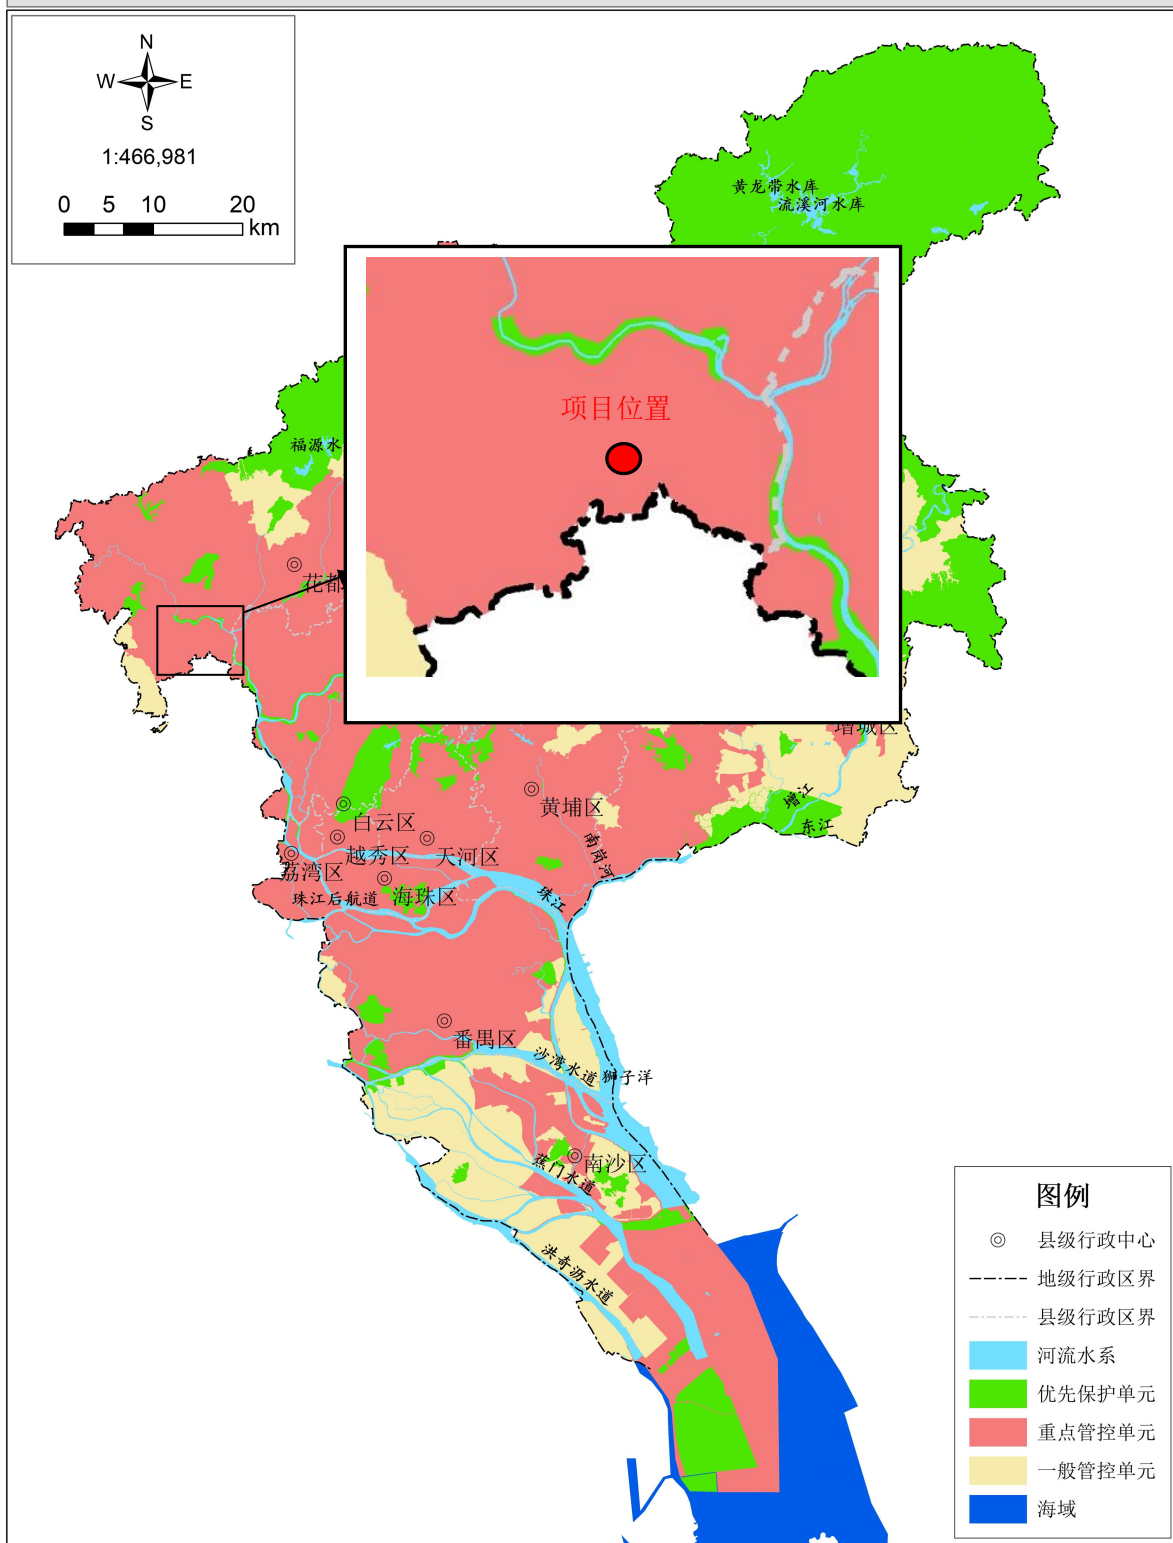 N
W E
S
1:466,981
0 5 10 20
km
黄龙带水库
流溪河水库
项目位置
福源水
花都
增城区
增江
东江
黄埔区
白云区
越秀区
天河区
南岗河
荔湾区
海珠区
珠江后航道
珠江
番禺区
沙湾水道
狮子洋
南沙区
蕉门水道
洪奇沥水道
图例
县级行政中心
地级行政区界
县级行政区界
河流水系
优先保护单元
重点管控单元
一般管控单元
海域